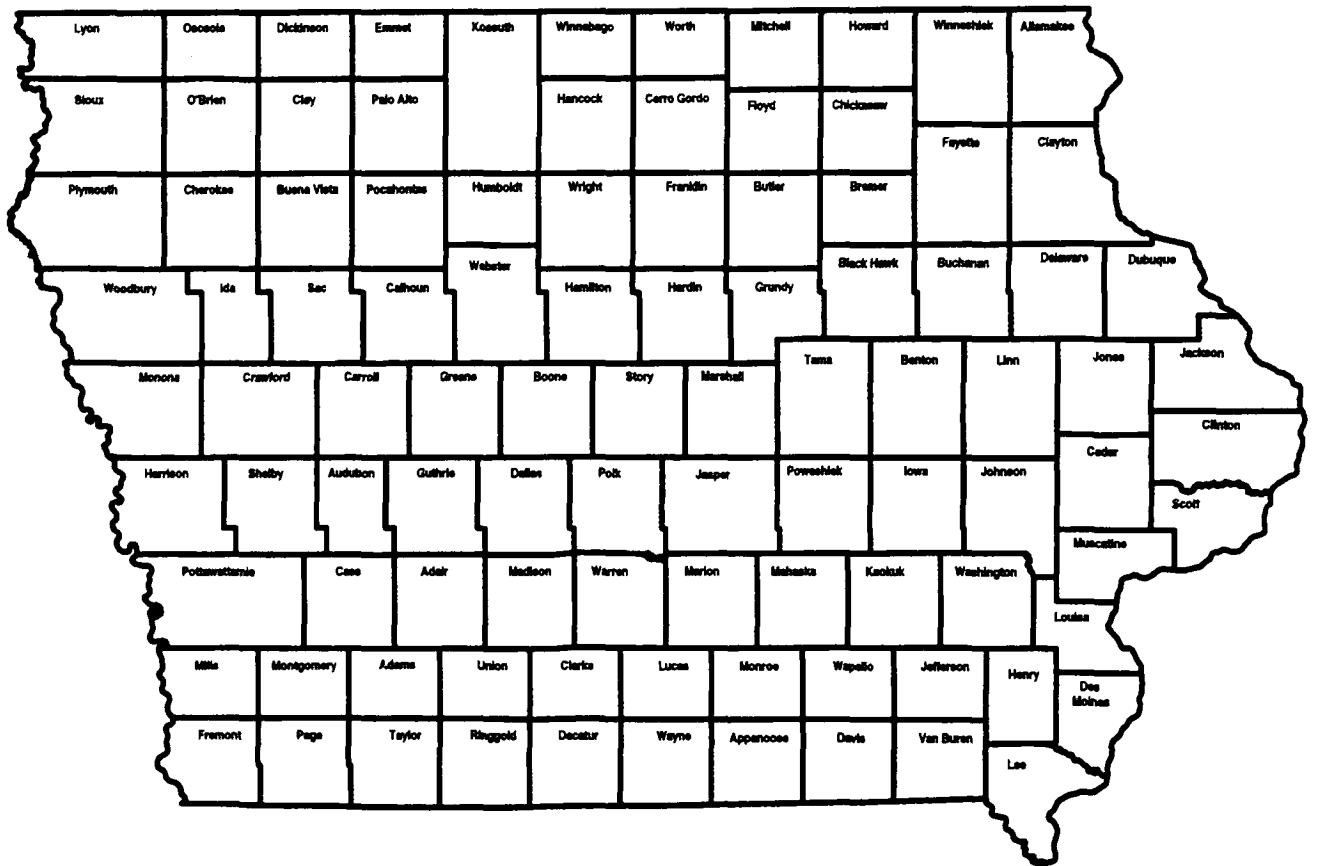 Lyon
Osceola
Dickinson
Emmet
Kossuth
Winnebago
Worth
Mitchell
Howard
Winneshiek
Allamakee
Sioux
O'Brien
Clay
Palo Alto
Hancock
Cerro Gordo
Floyd
Chickasaw
Fayette
Clayton
Plymouth
Cherokee
Buena Vista
Pocahontas
Humboldt
Wright
Franklin
Butler
Bremer
Webster
Black Hawk
Buchanan
Delaware
Dubuque
Woodbury
Ida
Sac
Calhoun
Hamilton
Hardin
Grundy
Tama
Benton
Linn
Jones
Jackson
Monona
Crawford
Carroll
Greene
Boone
Story
Marshall
Clinton
Cedar
Harrison
Shelby
Audubon
Guthrie
Dallas
Polk
Jasper
Poweshiek
Iowa
Johnson
Scott
Muscatine
Pottawattamie
Cass
Adair
Madison
Warren
Marion
Mahaska
Keokuk
Washington
Louisa
Mills
Montgomery
Adams
Union
Clarke
Lucas
Monroe
Wapello
Jefferson
Henry
Des
Moines
Fremont
Page
Taylor
Ringgold
Decatur
Wayne
Appanoose
Davis
Van Buren
Lee